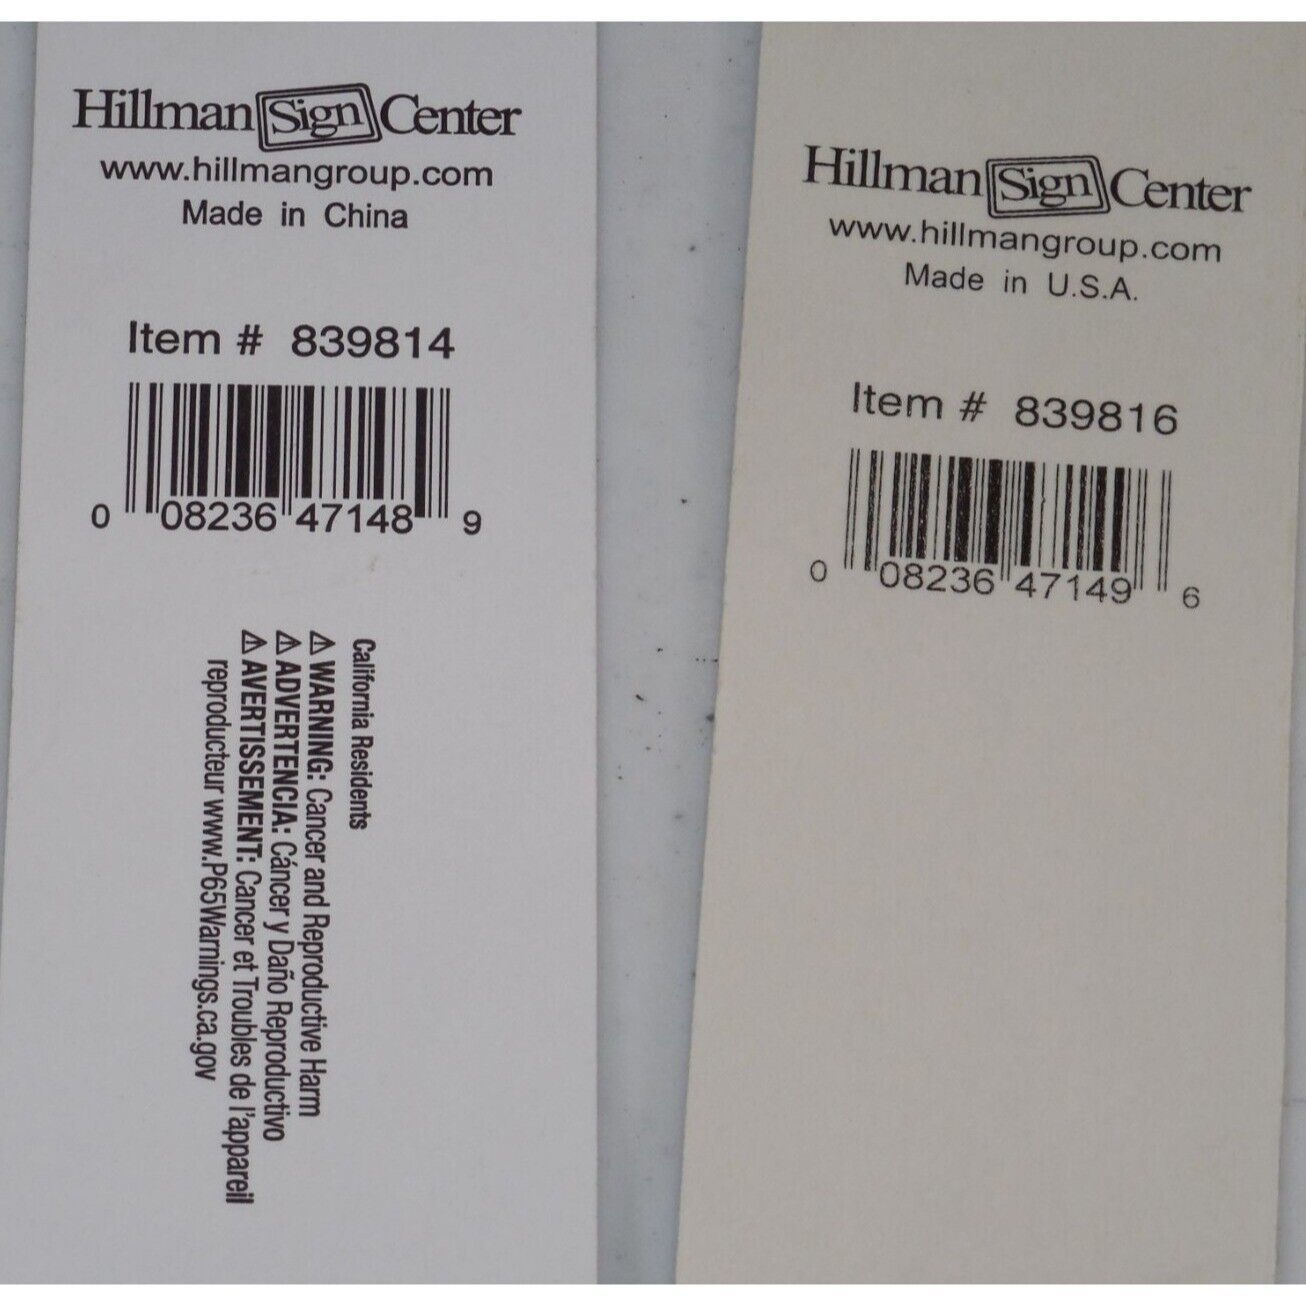 Hillman Sign Center
www.hillmangroup.com
Made in China
Item # 839814
0 08236 47148 9
California Residents
⚠ WARNING: Cancer and Reproductive Harm
⚠ ADVERTENCIA: Cáncer y Daño Reproductivo
⚠ AVERTISSEMENT: Cancer et Troubles de l'appareil
reproducteur www.P65Warnings.ca.gov
Hillman Sign Center
www.hillmangroup.com
Made in U.S.A.
Item # 839816
0 08236 47149 6